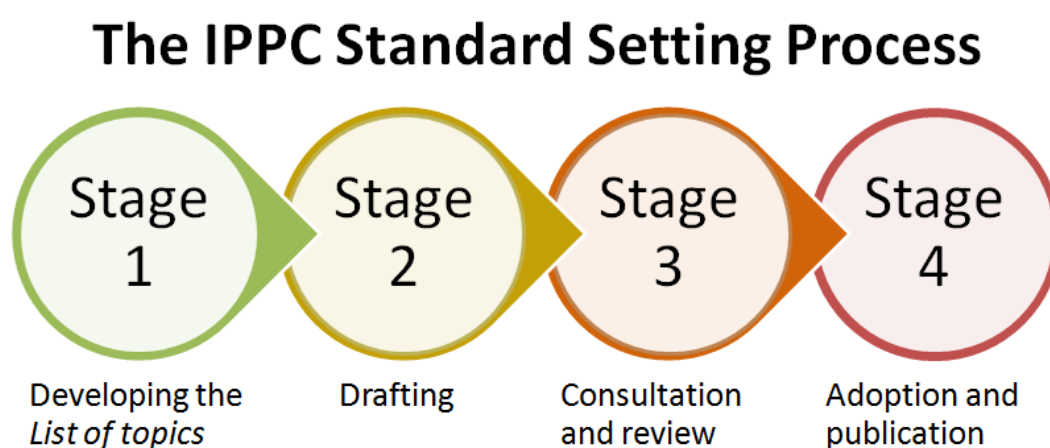 The IPPC Standard Setting Process
Stage
1
Stage
2
Stage
3
Stage
4
Developing the
List of topics
Drafting
Consultation
and review
Adoption and
publication